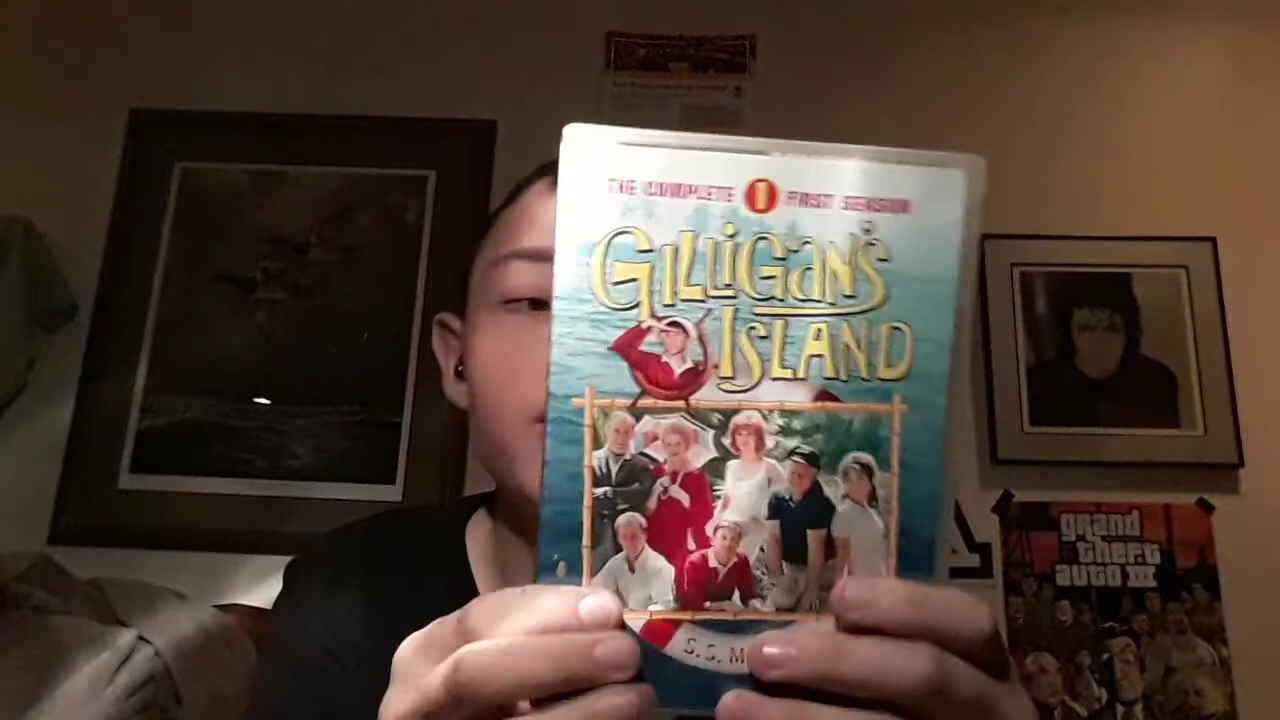 THE COMPLETE 1 FIRST SEASON
GILLIGAN'S
ISLAND
S. S. M
grand
theft
auto III